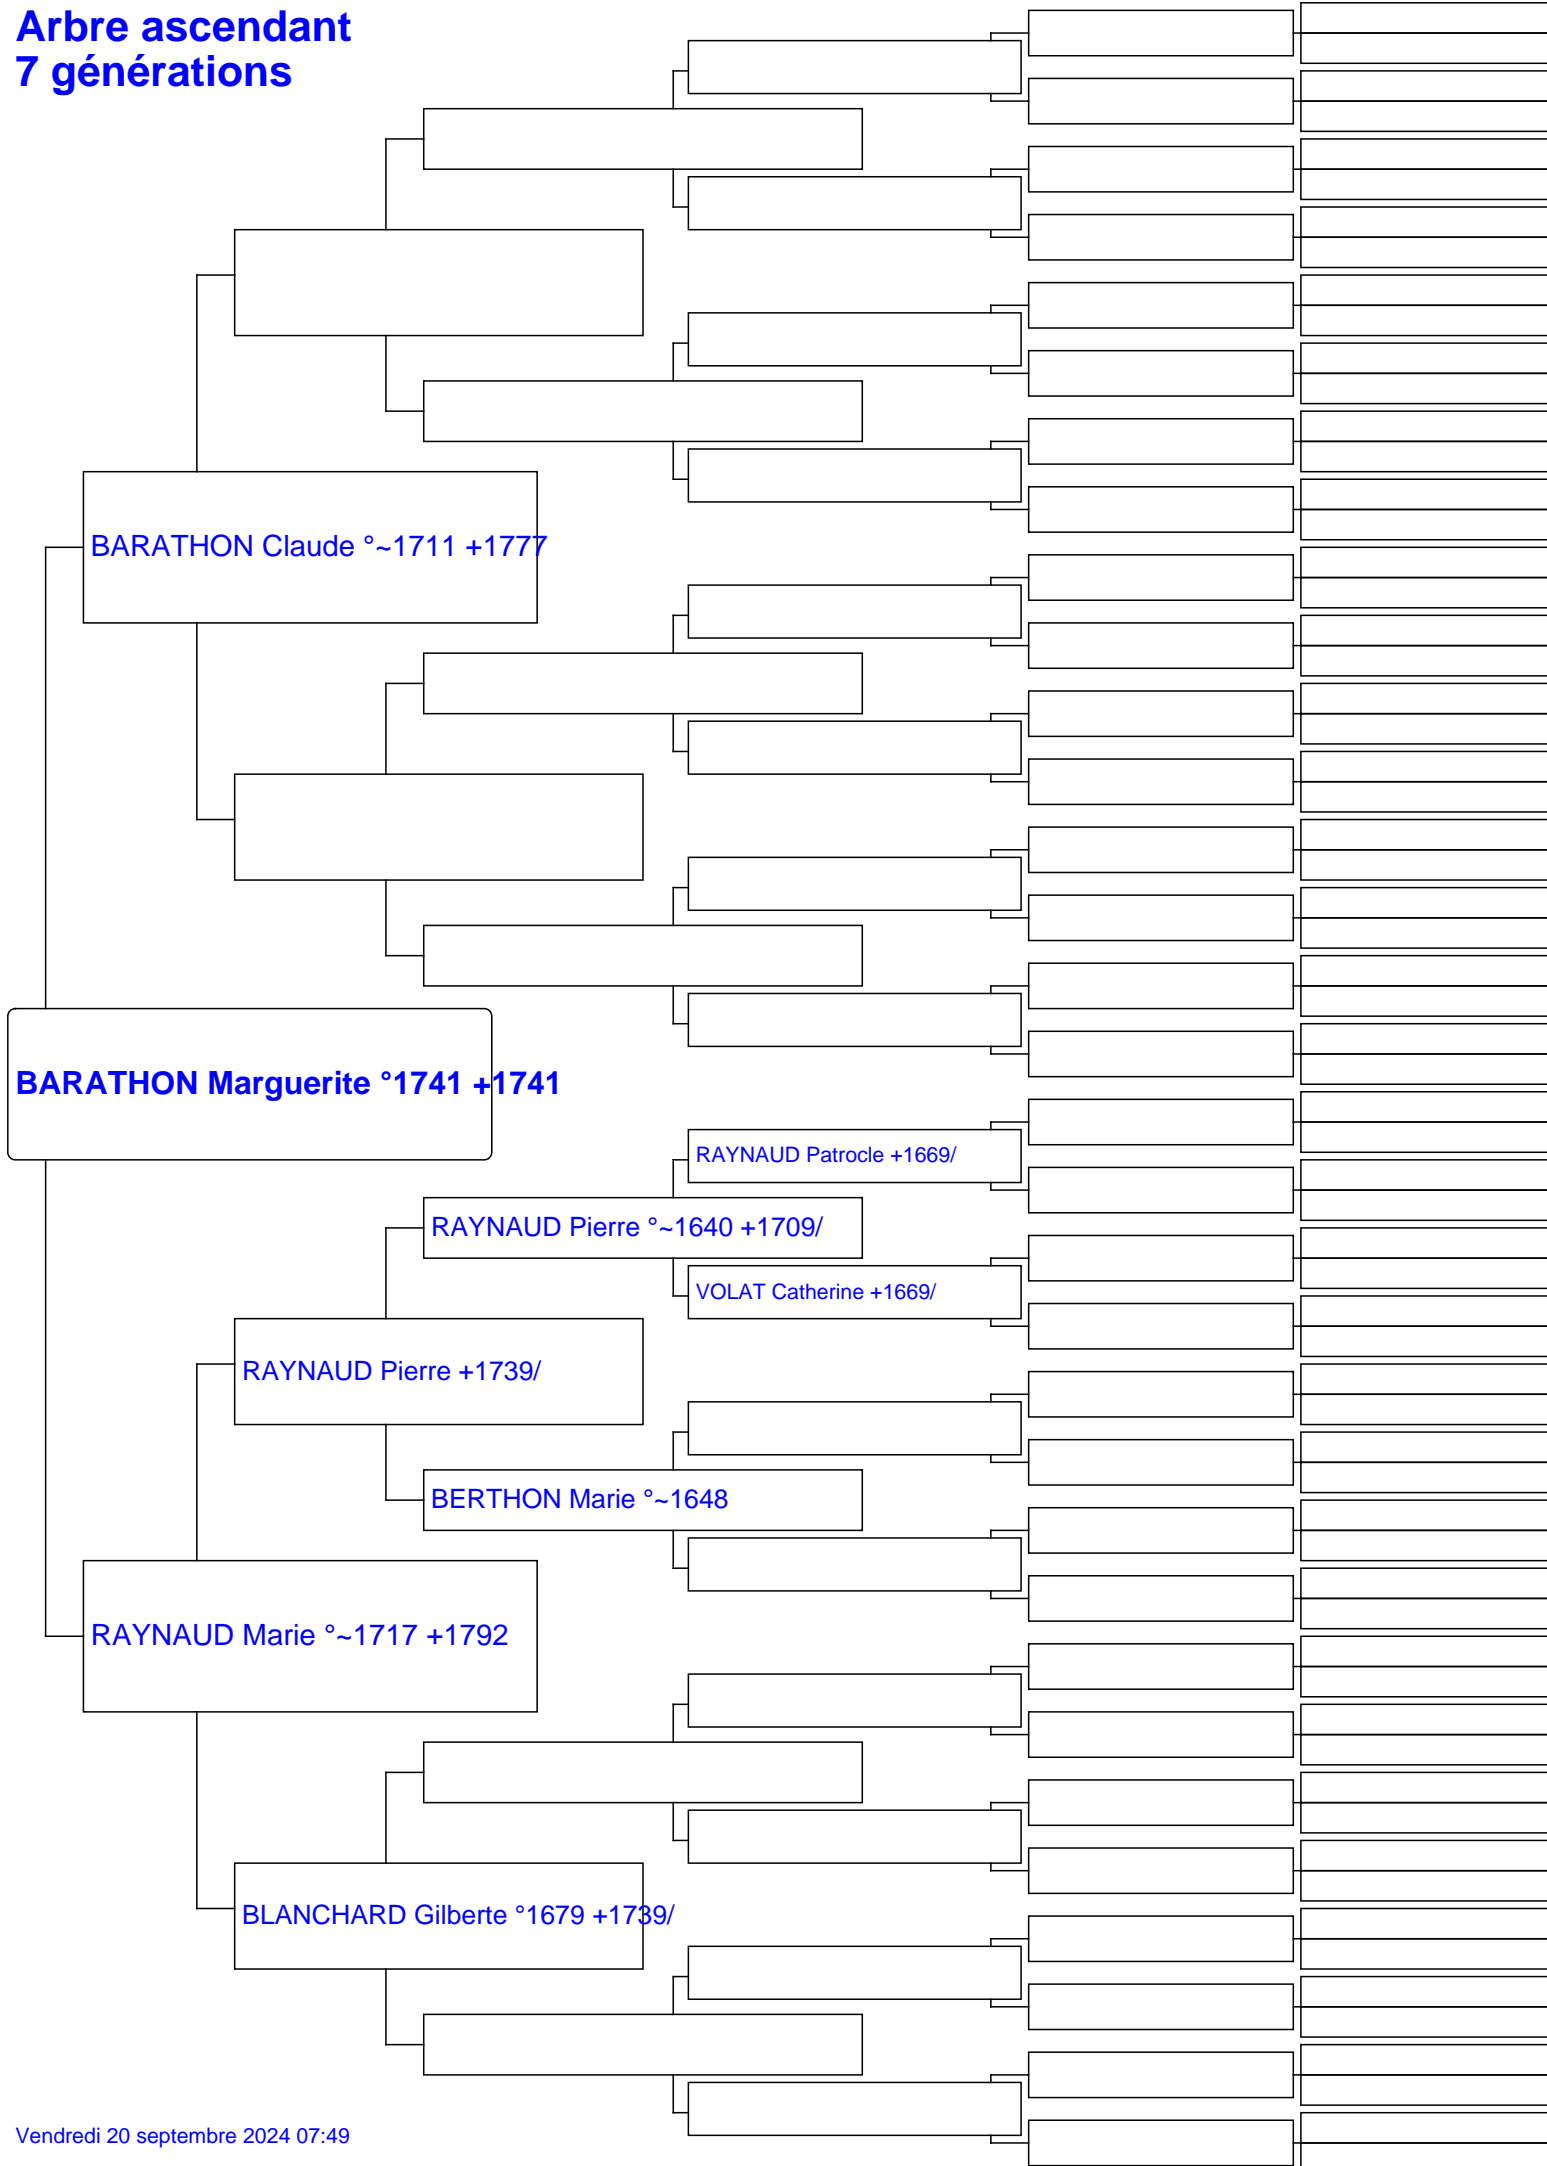 Arbre ascendant
7 générations
BARATHON Claude °~1711 +1777
BARATHON Marguerite °1741 +1741
RAYNAUD Patrocle +1669/
RAYNAUD Pierre °~1640 +1709/
VOLAT Catherine +1669/
RAYNAUD Pierre +1739/
BERTHON Marie °~1648
RAYNAUD Marie °~1717 +1792
BLANCHARD Gilberte °1679 +1739/
Vendredi 20 septembre 2024 07:49